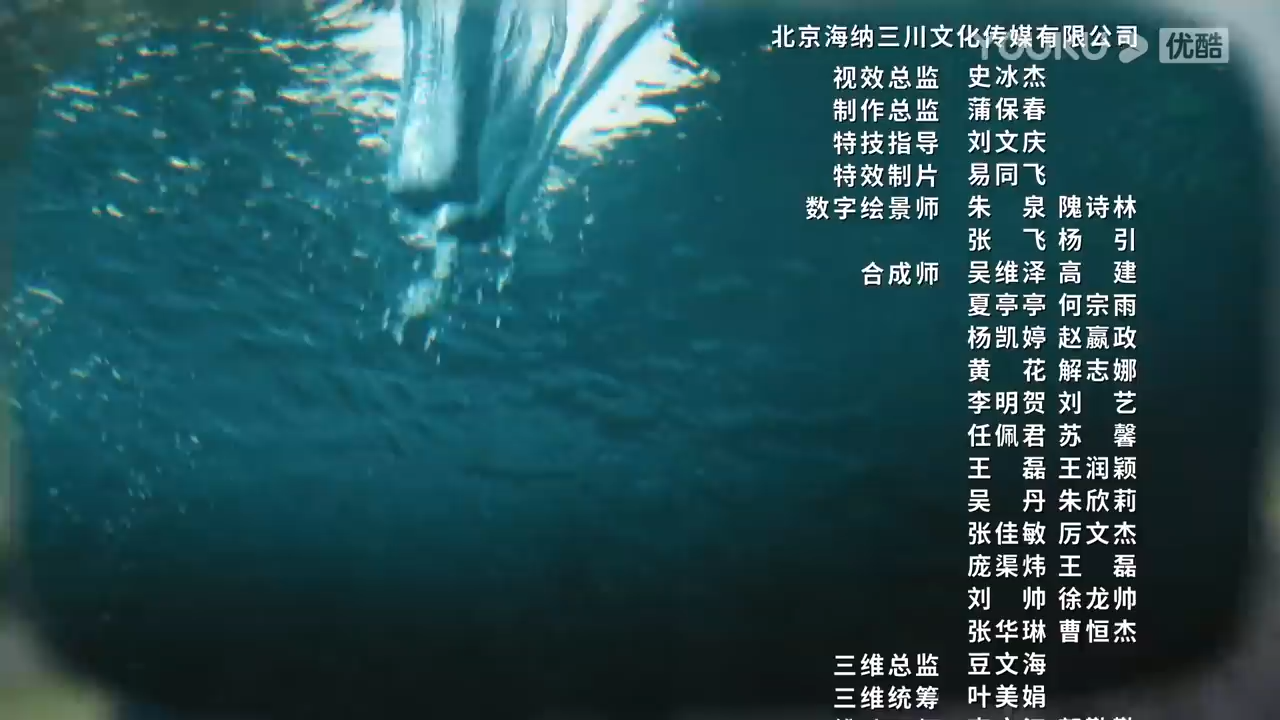 北京海纳三川文化传媒有限公司
YOUKU 优酷
视效总监 史冰杰
制作总监 蒲保春
特技指导 刘文庆
特效制片 易同飞
数字绘景师 朱 泉 隗诗林
张 飞 杨 引
合成师 吴维泽 高 建
夏亭亭 何宗雨
杨凯婷 赵嬴政
黄 花 解志娜
李明贺 刘 艺
任佩君 苏 馨
王 磊 王润颖
吴 丹 朱欣莉
张佳敏 厉文杰
庞渠炜 王 磊
刘 帅 徐龙帅
张华琳 曹恒杰
三维总监 豆文海
三维统筹 叶美娟